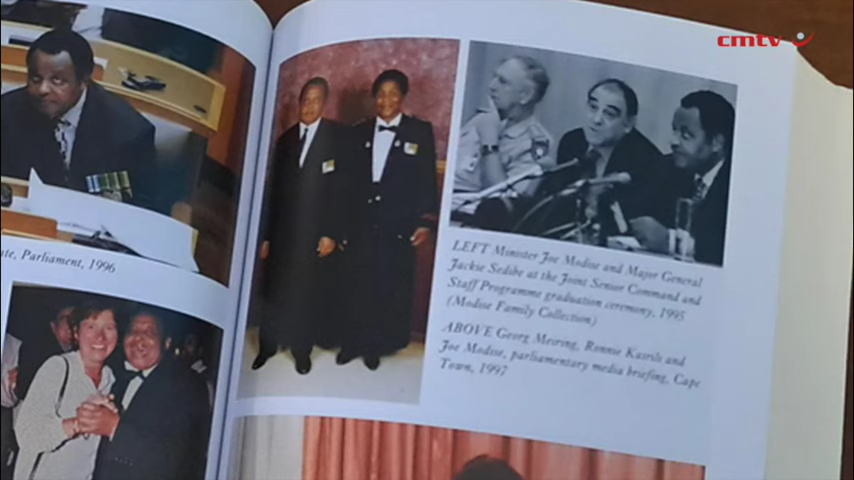 cmtv
ate, Parliament, 1996
LEFT Minister Joe Modise and Major General
Jackie Sedibe at the Joint Senior Command and
Staff Programme graduation ceremony, 1995
(Modise Family Collection)
ABOVE Georg Meiring, Ronnie Kasrils and
Joe Modise, parliamentary media briefing, Cape
Town, 1997